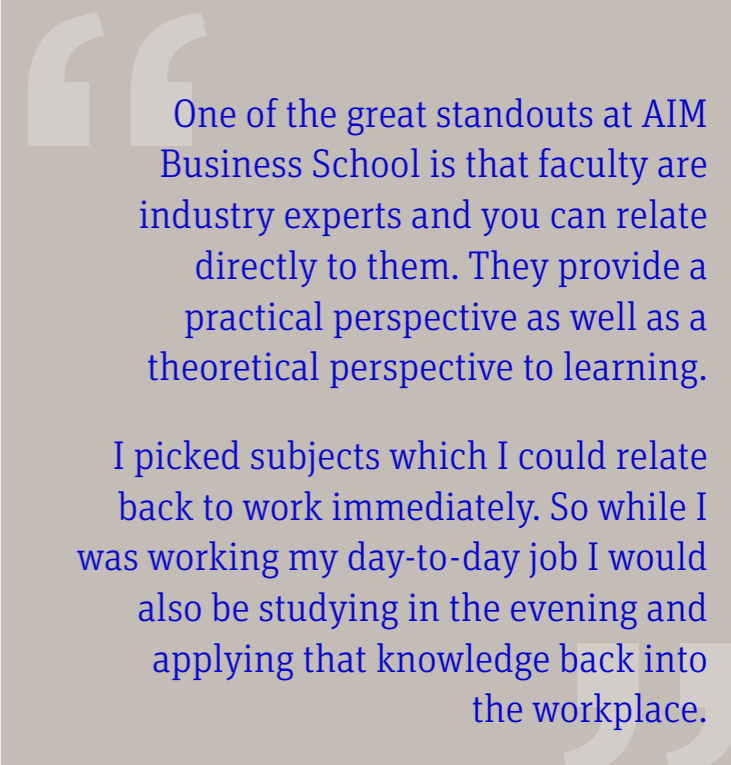 One of the great standouts at AIM
Business School is that faculty are
industry experts and you can relate
directly to them. They provide a
practical perspective as well as a
theoretical perspective to learning.
I picked subjects which I could relate
back to work immediately. So while I
was working my day-to-day job I would
also be studying in the evening and
applying that knowledge back into
the workplace.